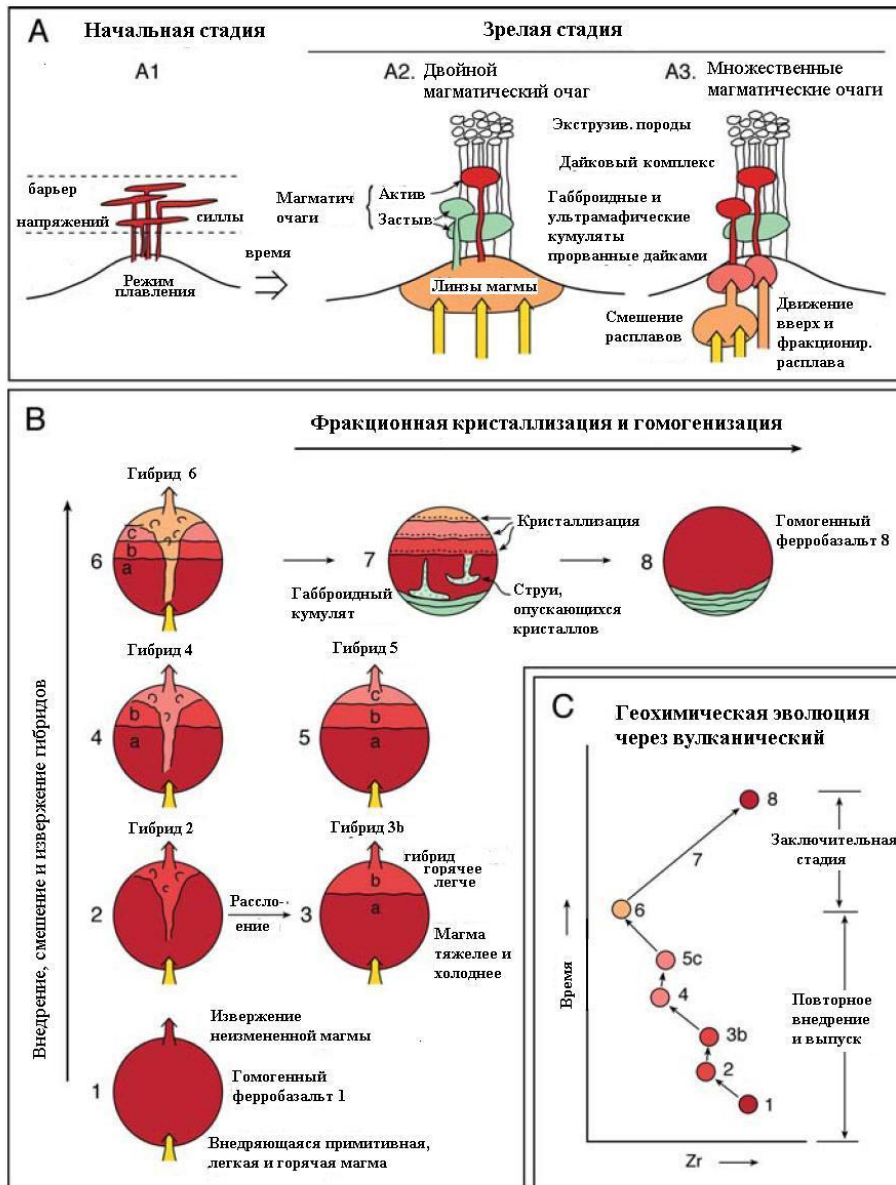 A
Начальная стадия
Зрелая стадия
A1
A2. Двойной
магматический очаг
A3. Множественные
магматические очаги
барьер
напряжений
силлы
Режим
плавления
время
Магматич
очаги
Актив
Застыв
Линзы магмы
Экструзив. породы
Дайковый комплекс
Габброидные и
ультрамафические
кумуляты
прорванные дайками
Смешение
расплавов
Движение
вверх и
фракционир.
расплава
B
Фракционная кристаллизация и гомогенизация
Внедрение, смешение и извержение гибридов
Гибрид 6
6
c
b
a
7
Кристаллизация
Габброидный
кумулят
Струи,
опускающихся
кристаллов
8
Гомогенный
ферробазальт 8
Гибрид 4
4
b
a
Гибрид 5
5
c
b
a
Гибрид 2
2
Рассло-
ение
Гибрид 3b
3
b
a
гибрид
горячее
легче
Магма
тяжелее и
холоднее
1
Извержение
неизмененной магмы
Гомогенный
ферробазальт 1
Внедряющаяся примитивная,
легкая и горячая магма
C
Геохимическая эволюция
через вулканический
Время
8
7
6
5c
4
3b
2
1
Заключительная
стадия
Повторное
внедрение
и выпуск
Zr